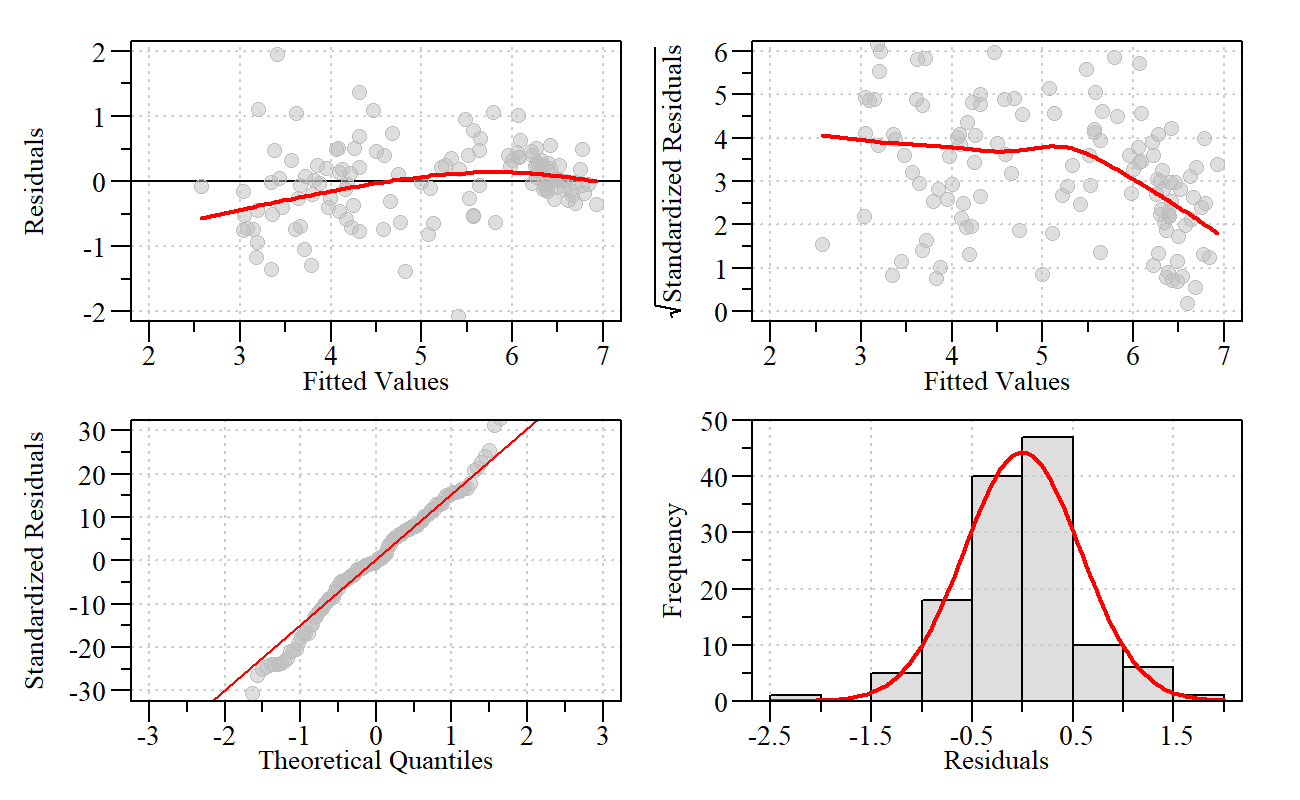 2
1
0
-1
-2
Residuals
2 3 4 5 6 7
Fitted Values
6
5
4
3
2
1
0
√Standardized Residuals
2 3 4 5 6 7
Fitted Values
30
20
10
0
-10
-20
-30
Standardized Residuals
-3 -2 -1 0 1 2 3
Theoretical Quantiles
50
40
30
20
10
0
Frequency
-2.5 -1.5 -0.5 0.5 1.5
Residuals